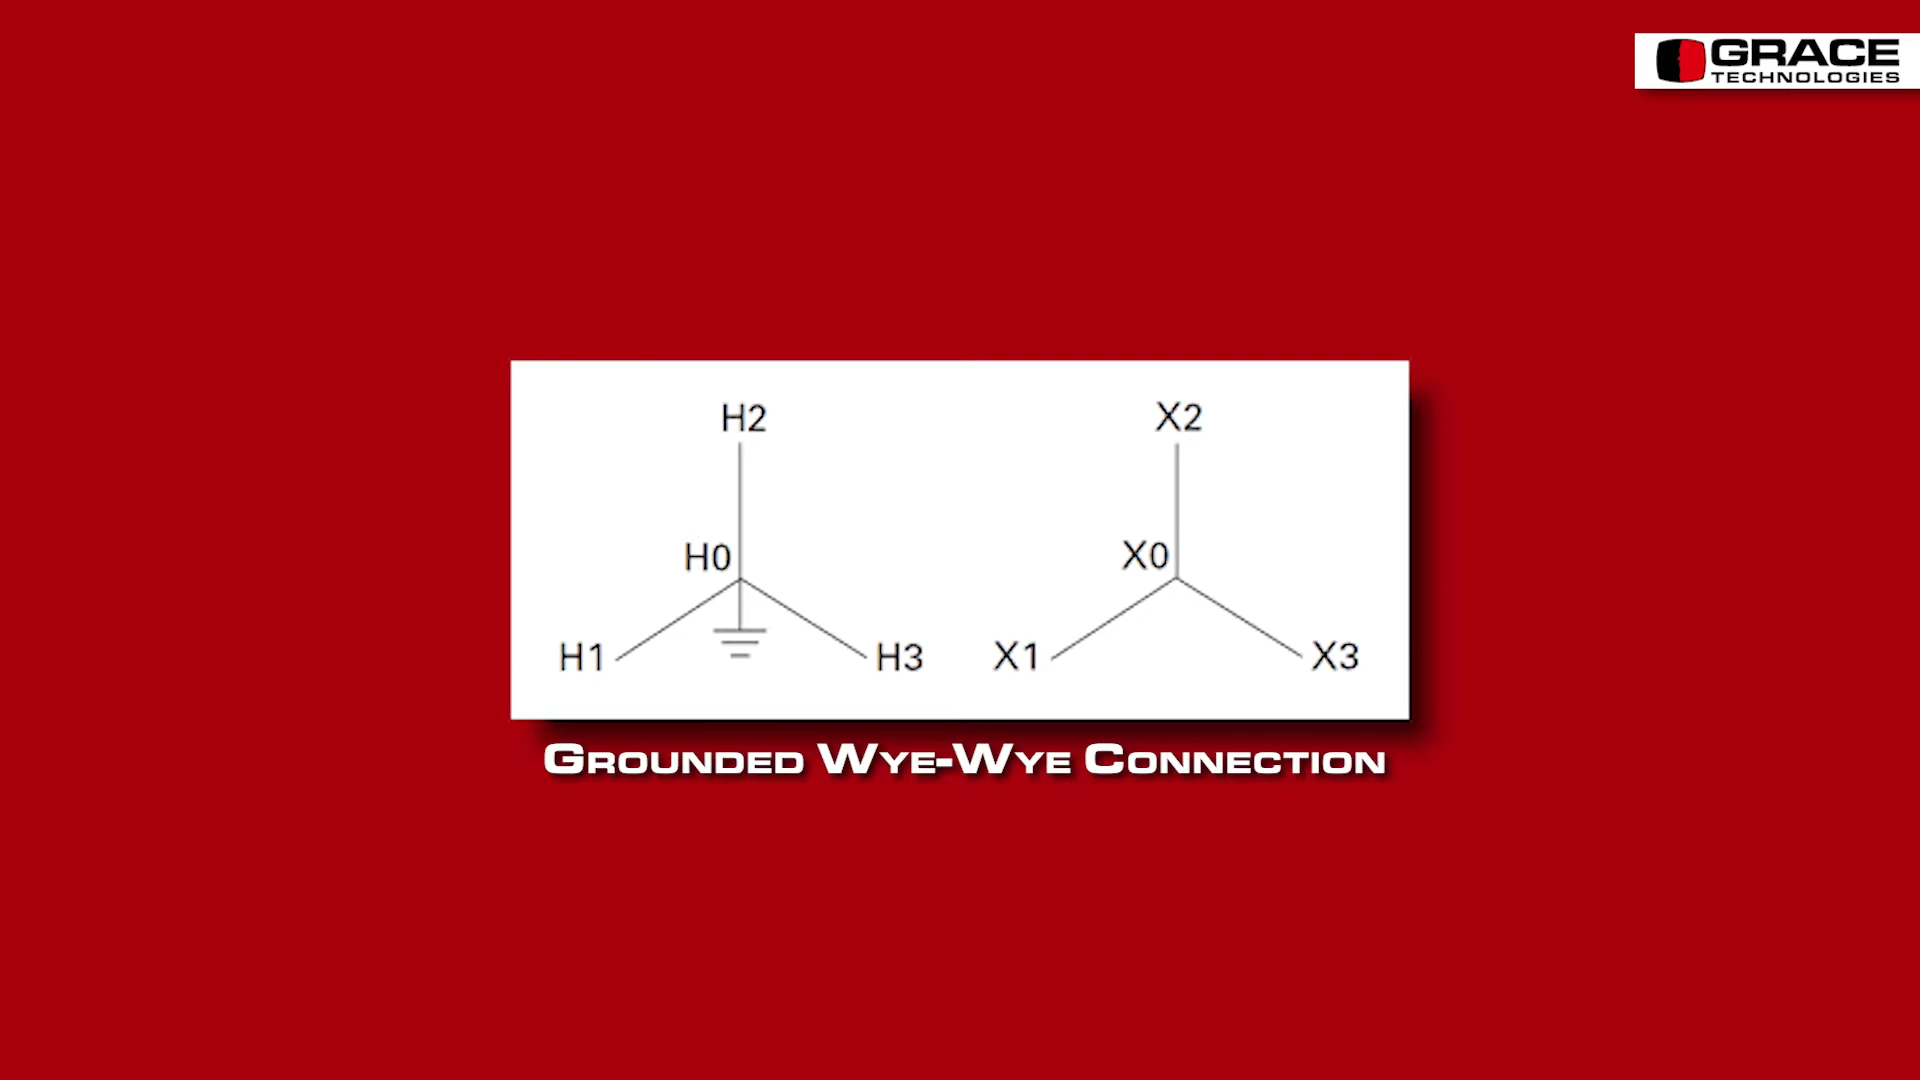 GRACE
TECHNOLOGIES
H2
X2
H0
X0
H1
H3
X1
X3
GROUNDED WYE-WYE CONNECTION